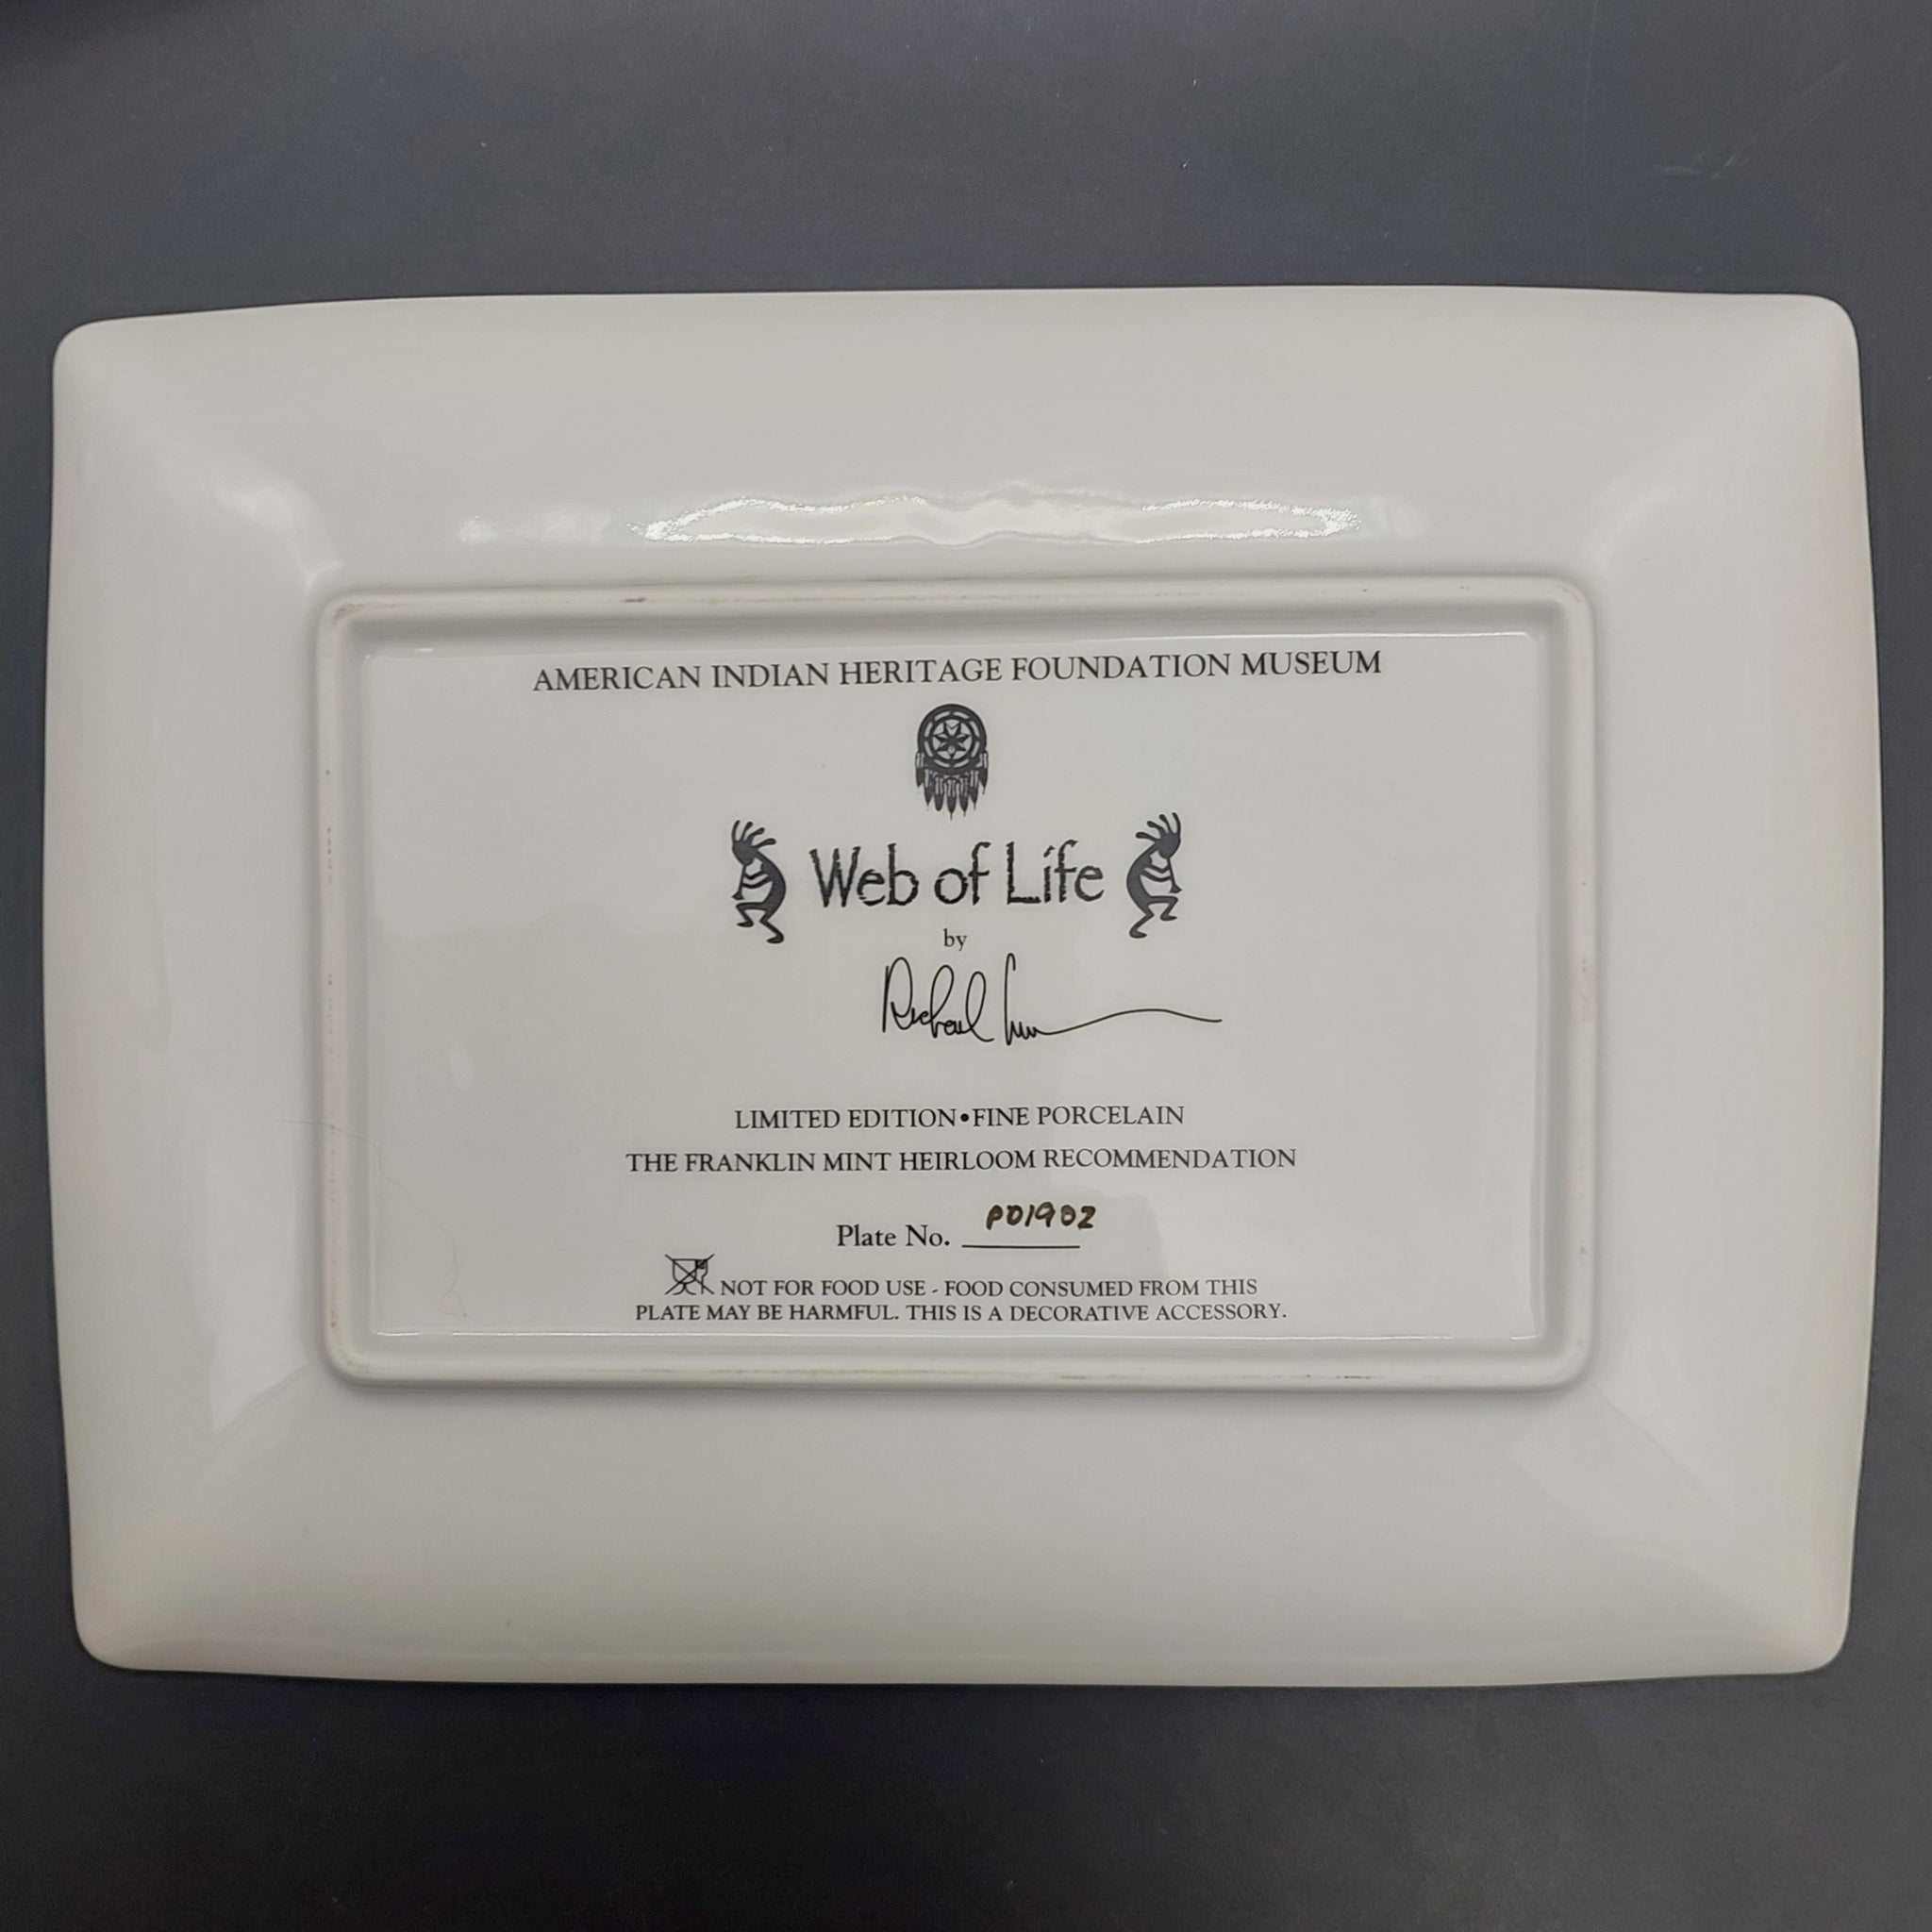 AMERICAN INDIAN HERITAGE FOUNDATION MUSEUM
Web of Life
by
LIMITED EDITION•FINE PORCELAIN
THE FRANKLIN MINT HEIRLOOM RECOMMENDATION
Plate No. PD1902
NOT FOR FOOD USE - FOOD CONSUMED FROM THIS
PLATE MAY BE HARMFUL. THIS IS A DECORATIVE ACCESSORY.